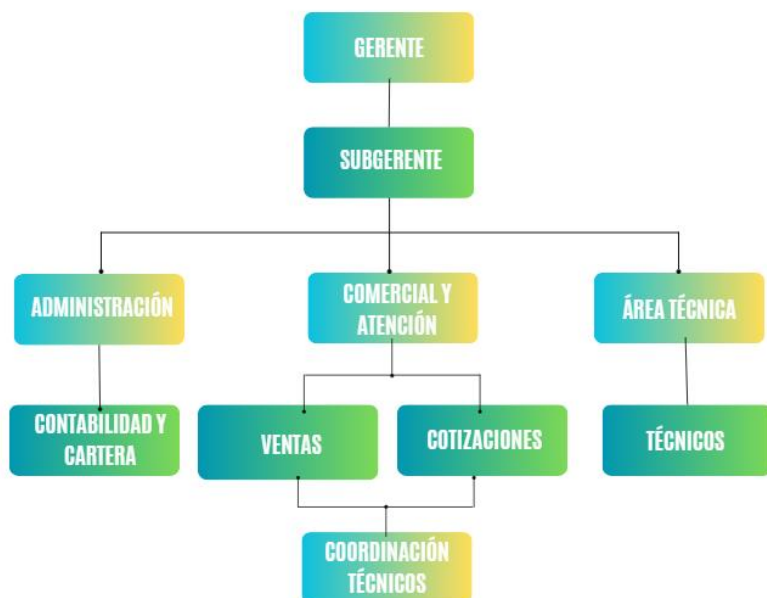 GERENTE
SUBGERENTE
ADMINISTRACIÓN
COMERCIAL Y
ATENCIÓN
ÁREA TÉCNICA
CONTABILIDAD Y
CARTERA
VENTAS
COTIZACIONES
TÉCNICOS
COORDINACIÓN
TÉCNICOS